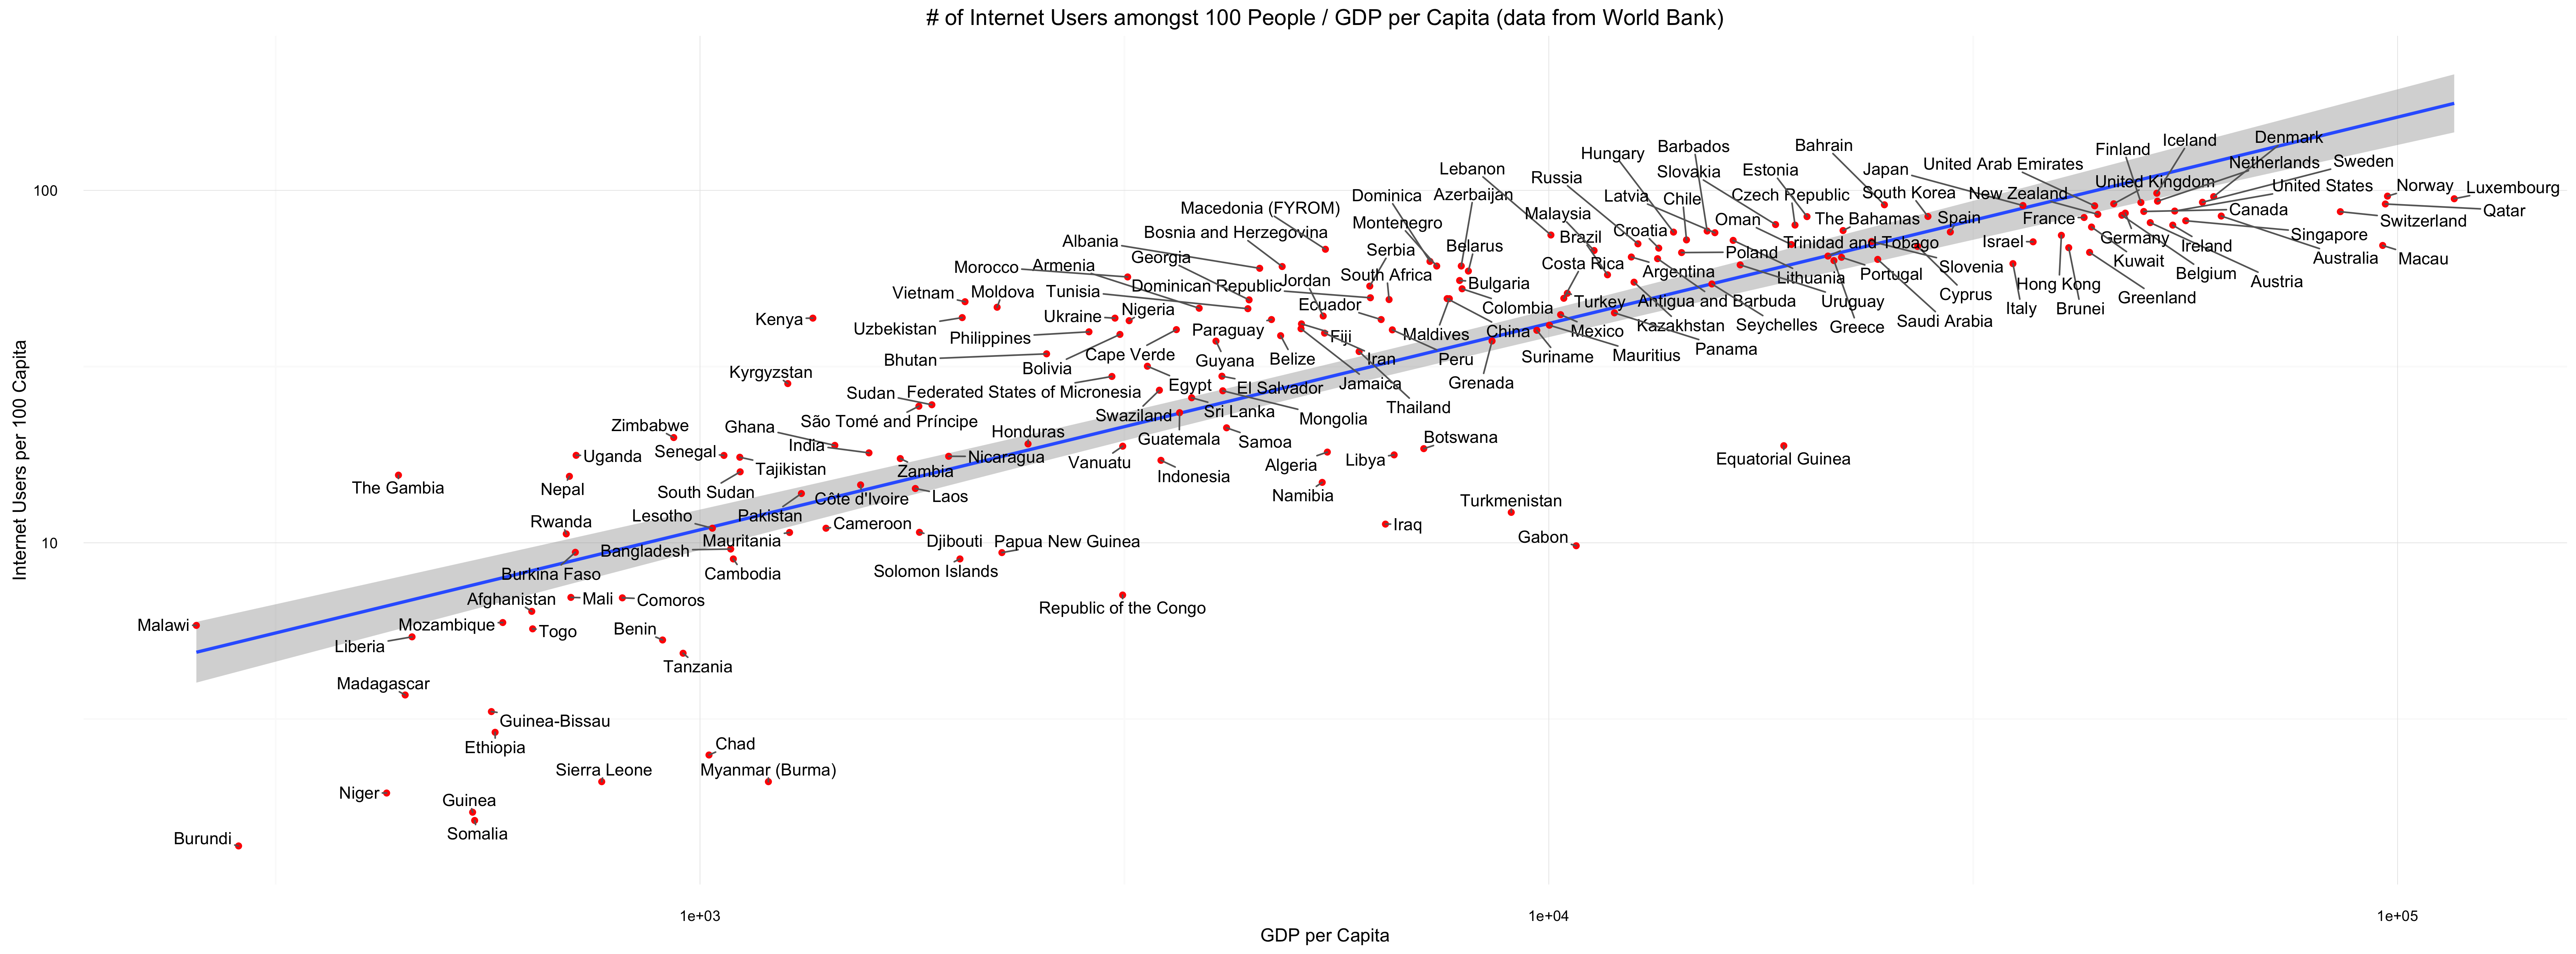 # of Internet Users amongst 100 People / GDP per Capita (data from World Bank)
Internet Users per 100 Capita
100
10
Denmark
Iceland
Bahrain
Barbados
Finland
Hungary
Sweden
United Arab Emirates
Netherlands
Lebanon
Japan
Estonia
Slovakia
Russia
United Kingdom
United States
Norway
Luxembourg
Dominica
Azerbaijan
Latvia
Chile
Czech Republic
South Korea
New Zealand
Macedonia (FYROM)
Malaysia
Canada
Qatar
Montenegro
Oman
The Bahamas
Spain
France
Switzerland
Bosnia and Herzegovina
Croatia
Brazil
Germany
Singapore
Albania
Serbia
Belarus
Trinidad and Tobago
Israel
Ireland
Georgia
Poland
Kuwait
Australia
Macau
Morocco
Armenia
South Africa
Costa Rica
Argentina
Slovenia
Belgium
Jordan
Bulgaria
Lithuania
Portugal
Austria
Dominican Republic
Hong Kong
Vietnam
Moldova
Tunisia
Cyprus
Greenland
Ecuador
Colombia
Turkey
Antigua and Barbuda
Uruguay
Italy
Brunei
Kenya
Ukraine
Nigeria
Saudi Arabia
Uzbekistan
Paraguay
Fiji
Maldives
China
Mexico
Kazakhstan
Seychelles
Greece
Philippines
Bhutan
Cape Verde
Guyana
Belize
Iran
Peru
Suriname
Mauritius
Panama
Bolivia
Kyrgyzstan
Egypt
El Salvador
Jamaica
Grenada
Sudan
Federated States of Micronesia
Swaziland
Sri Lanka
Thailand
São Tomé and Príncipe
Mongolia
Zimbabwe
Ghana
Honduras
Guatemala
Samoa
Botswana
India
Senegal
Uganda
Nicaragua
Vanuatu
Algeria
Libya
Equatorial Guinea
Tajikistan
Zambia
Indonesia
The Gambia
Nepal
South Sudan
Côte d'Ivoire
Laos
Namibia
Turkmenistan
Rwanda
Lesotho
Pakistan
Cameroon
Iraq
Gabon
Mauritania
Djibouti
Papua New Guinea
Bangladesh
Burkina Faso
Cambodia
Solomon Islands
Afghanistan
Mali
Comoros
Republic of the Congo
Malawi
Mozambique
Togo
Benin
Liberia
Tanzania
Madagascar
Guinea-Bissau
Ethiopia
Chad
Sierra Leone
Myanmar (Burma)
Niger
Guinea
Somalia
Burundi
1e+03
1e+04
1e+05
GDP per Capita